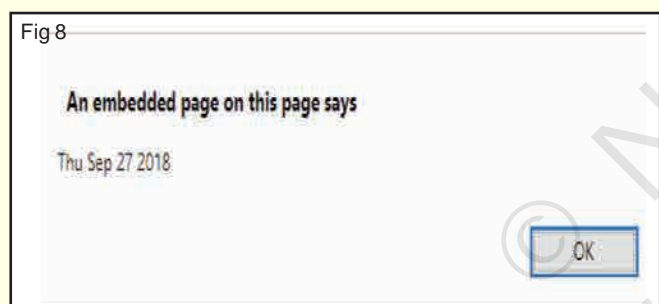 Fig 8
An embedded page on this page says
Thu Sep 27 2018
OK
© N